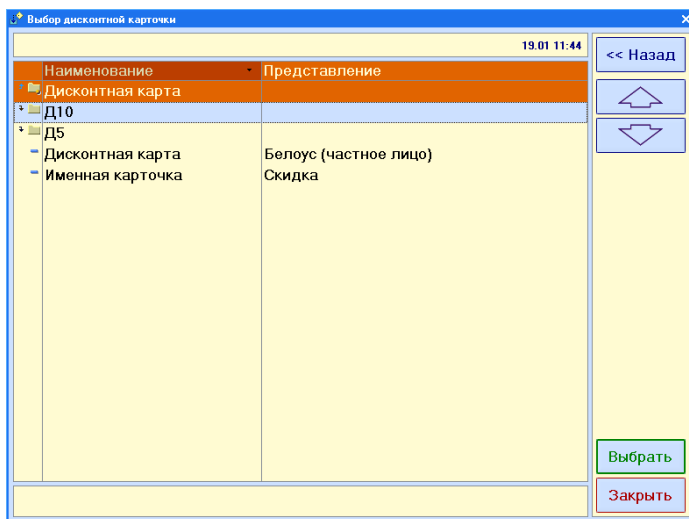 Выбор дисконтной карточки
19.01 11:44
<< Назад
Наименование Представление
Дисконтная карта
Д10
Д5
Дисконтная карта Белоус (частное лицо)
Именная карточка Скидка
Выбрать
Закрыть